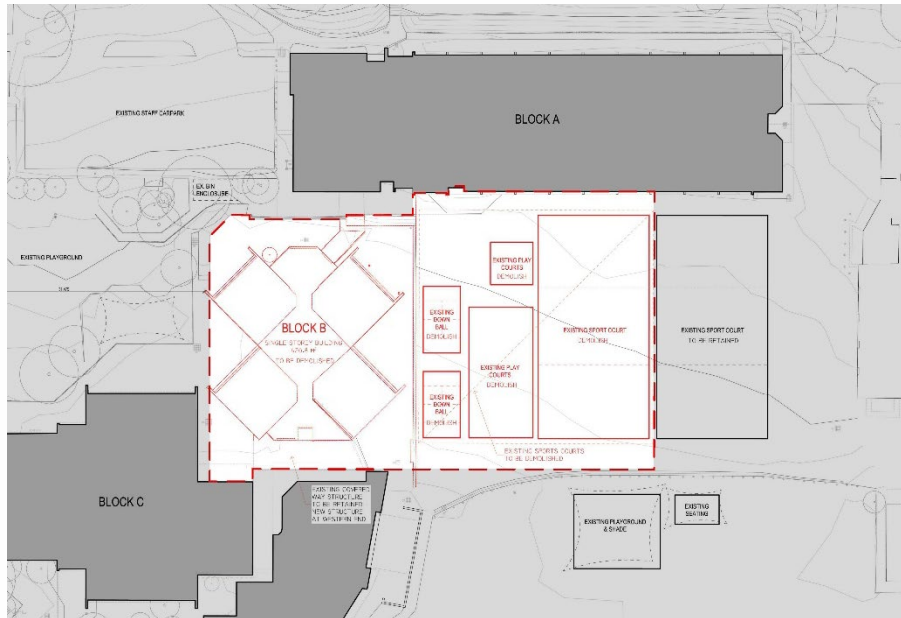 BLOCK A
EXISTING STAFF CARPARK
EX. BIN
ENCLOSURE
EXISTING PLAYGROUND
EXISTING PLAY
COURTS
DEMOLISH
EXISTING
DOWN
BALL
DEMOLISH
BLOCK B
SINGLE STOREY BUILDING
TO BE DEMOLISHED
EXISTING SPORT COURT
DEMOLISH
EXISTING SPORT COURT
TO BE RETAINED
EXISTING PLAY
COURTS
DEMOLISH
EXISTING
DOWN
BALL
DEMOLISH
EXISTING SPORTS COURTS
TO BE DEMOLISHED
EXISTING COVERED
WAY STRUCTURE
TO BE RETAINED
NEW STRUCTURE
AT WESTERN END
BLOCK C
EXISTING PLAYGROUND
& SHADE
EXISTING
SEATING